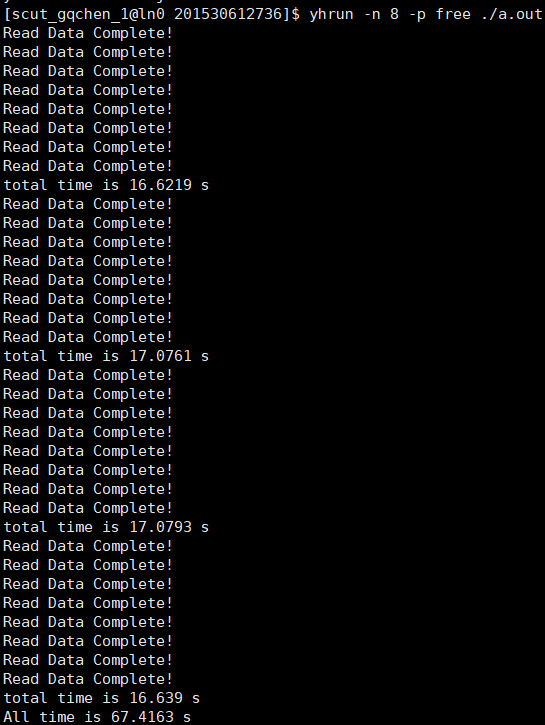 [scut_gqchen_1@ln0 201530612736]$ yhrun -n 8 -p free ./a.out
Read Data Complete!
Read Data Complete!
Read Data Complete!
Read Data Complete!
Read Data Complete!
Read Data Complete!
Read Data Complete!
Read Data Complete!
total time is 16.6219 s
Read Data Complete!
Read Data Complete!
Read Data Complete!
Read Data Complete!
Read Data Complete!
Read Data Complete!
Read Data Complete!
Read Data Complete!
total time is 17.0761 s
Read Data Complete!
Read Data Complete!
Read Data Complete!
Read Data Complete!
Read Data Complete!
Read Data Complete!
Read Data Complete!
Read Data Complete!
total time is 17.0793 s
Read Data Complete!
Read Data Complete!
Read Data Complete!
Read Data Complete!
Read Data Complete!
Read Data Complete!
Read Data Complete!
Read Data Complete!
total time is 16.639 s
All time is 67.4163 s